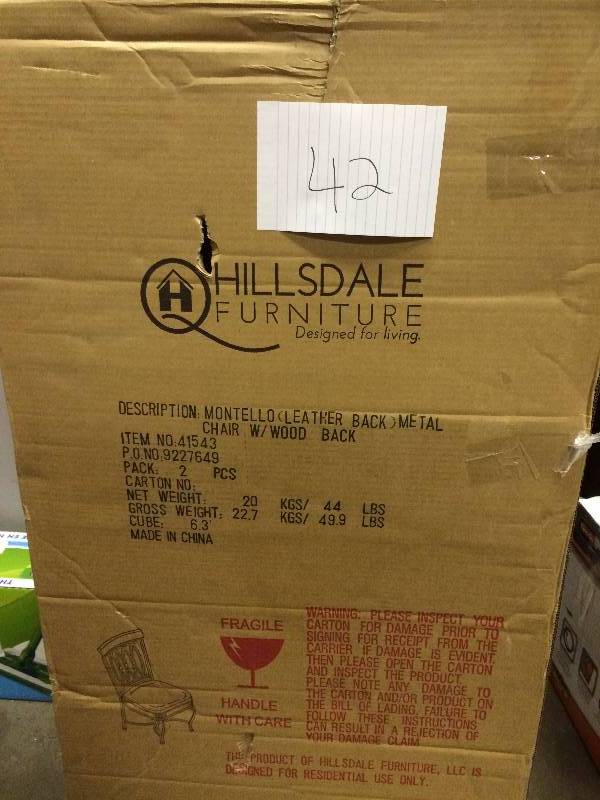 42
H
HILLSDALE
FURNITURE
Designed for living.
DESCRIPTION: MONTELLO(LEATHER BACK)METAL
CHAIR W/WOOD BACK
ITEM NO:41543
P.O.NO.9227649
PACK: 2 PCS
CARTON NO:
NET WEIGHT: 20 KGS/ 44 LBS
GROSS WEIGHT: 22.7 KGS/ 49.9 LBS
CUBE: 6.3'
MADE IN CHINA
FRAGILE
HANDLE
WITH CARE
WARNING: PLEASE INSPECT YOUR
CARTON FOR DAMAGE PRIOR TO
SIGNING FOR RECEIPT FROM THE
CARRIER IF DAMAGE IS EVIDENT,
THEN PLEASE OPEN THE CARTON
AND INSPECT THE PRODUCT.
PLEASE NOTE ANY DAMAGE TO
THE CARTON AND/OR PRODUCT ON
THE BILL OF LADING. FAILURE TO
FOLLOW THESE INSTRUCTIONS
CAN RESULT IN A REJECTION OF
YOUR DAMAGE CLAIM
THE PRODUCT OF HILLSDALE FURNITURE, LLC IS
DESIGNED FOR RESIDENTIAL USE ONLY.